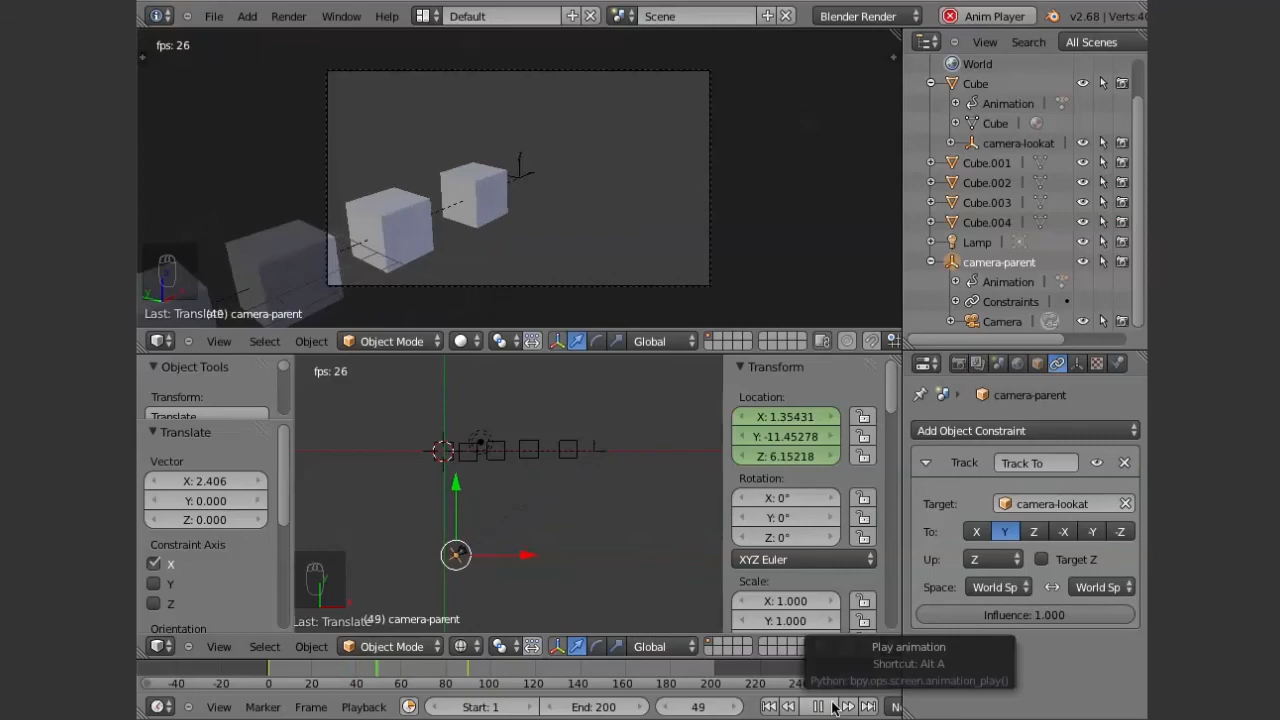 File Add Render Window Help Default Scene Blender Render Anim Player v2.68 | Verts:40
fps: 26
View Search All Scenes
World
Cube
Animation
Cube
camera-lookat
Cube.001
Cube.002
Cube.003
Cube.004
Lamp
camera-parent
Animation
Constraints
Camera
(49) camera-parent
View Select Object Object Mode Global
Object Tools
Transform:
Translate
Translate
Vector
X: 2.406
Y: 0.000
Z: 0.000
Constraint Axis
X
Y
Z
Orientation
fps: 26
Last: Translate
(49) camera-parent
Transform
Location:
X: 1.35431
Y: -11.45278
Z: 6.15218
Rotation:
X: 0°
Y: 0°
Z: 0°
XYZ Euler
Scale:
X: 1.000
Y: 1.000
camera-parent
Add Object Constraint
Track Track To
Target: camera-lookat
To: X Y Z -X -Y -Z
Up: Z Target Z
Space: World Sp World Sp
Influence: 1.000
View Select Object Object Mode Global
Play animation
Shortcut: Alt A
Python: bpy.ops.screen.animation_play()
-40 -20 0 20 40 60 80 100 120 140 160 180 200 220
View Marker Frame Playback Start: 1 End: 200 49